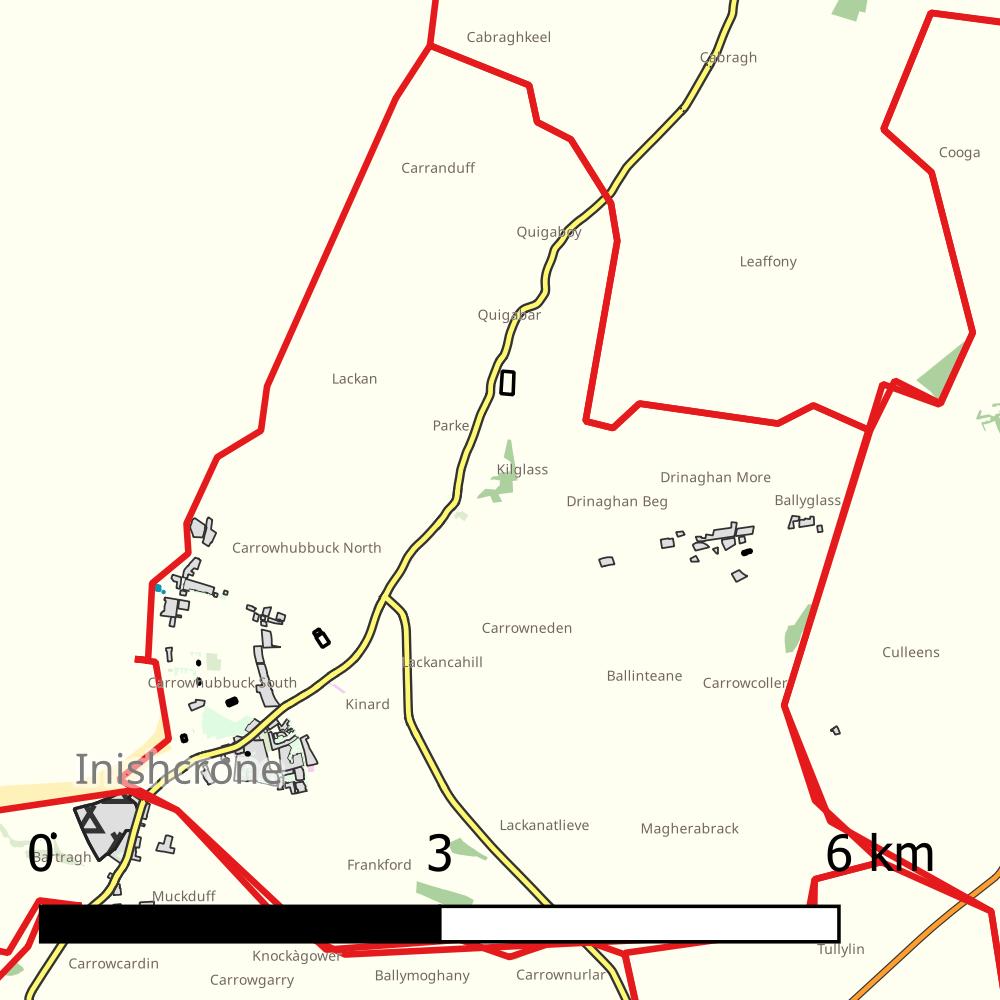 Cabraghkeel
Cabragh
Cooga
Carranduff
Quigaboy
Leaffony
Quigabar
Lackan
Parke
Kilglass
Drinaghan More
Drinaghan Beg
Ballyglass
Carrowhubbuck North
Carrowneden
Culleens
Lackancahill
Ballinteane
Carrowcoller
Carrowhubbuck South
Kinard
Inishcrone
Lackanatlieve
Magherabrack
0
3
6 km
Bartragh
Frankford
Muckduff
Tullylin
Knockàgower
Carrowcardin
Ballymoghany
Carrownurlar
Carrowgarry